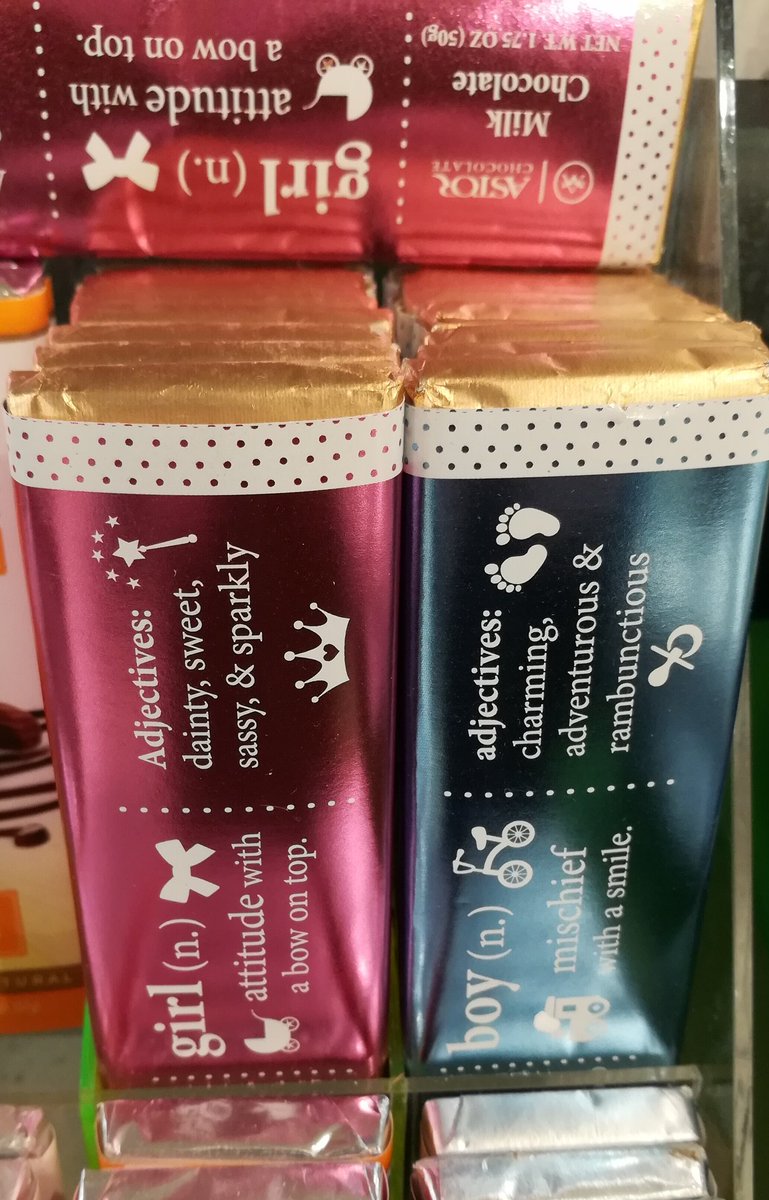 ASTOR
CHOCOLATE
Milk
Chocolate
NET WT. 1.75 OZ (50g)
girl (n.)
attitude with
a bow on top.
girl (n.)
attitude with
a bow on top.
Adjectives:
dainty, sweet,
sassy, & sparkly
boy (n.)
mischief
with a smile.
adjectives:
charming,
adventurous &
rambunctious